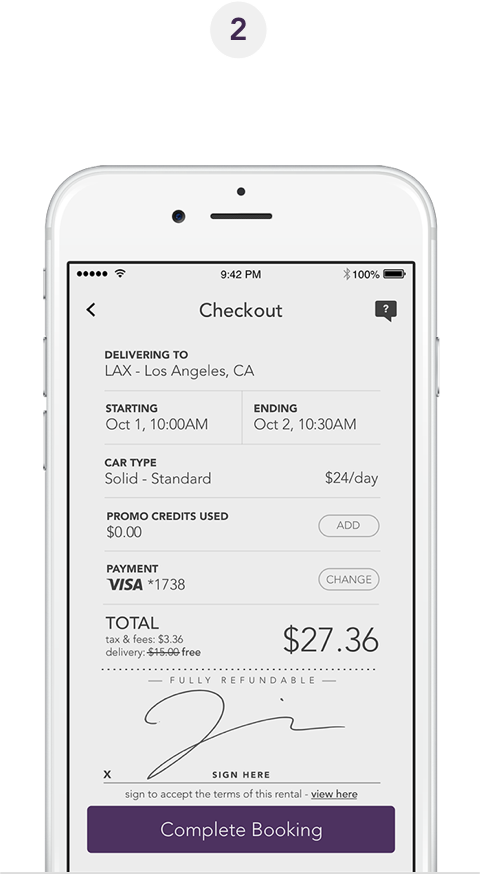 2
9:42 PM
100%
Checkout
?
DELIVERING TO
LAX - Los Angeles, CA
STARTING
Oct 1, 10:00AM
ENDING
Oct 2, 10:30AM
CAR TYPE
Solid - Standard
$24/day
PROMO CREDITS USED
$0.00
ADD
PAYMENT
VISA *1738
CHANGE
TOTAL
tax & fees: $3.36
delivery: $15.00 free
$27.36
FULLY REFUNDABLE
X
SIGN HERE
sign to accept the terms of this rental - view here
Complete Booking